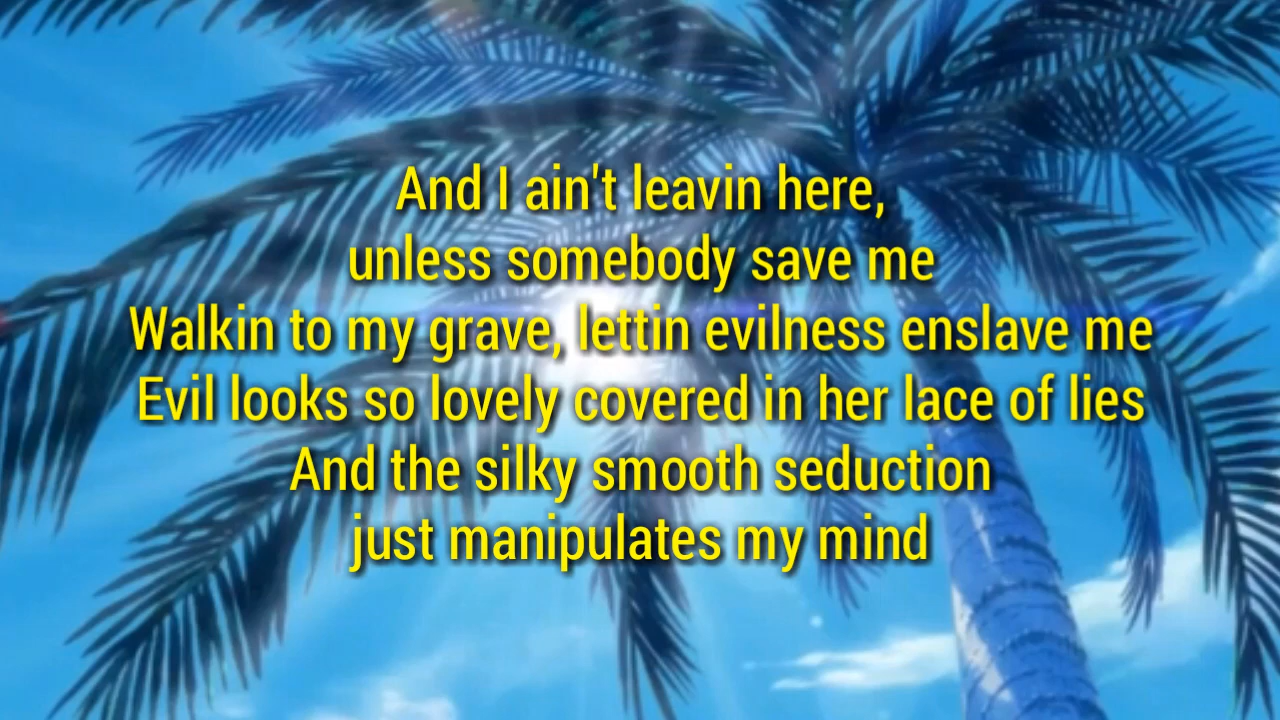 And I ain't leavin here,
unless somebody save me
Walkin to my grave, lettin evilness enslave me
Evil looks so lovely covered in her lace of lies
And the silky smooth seduction
just manipulates my mind